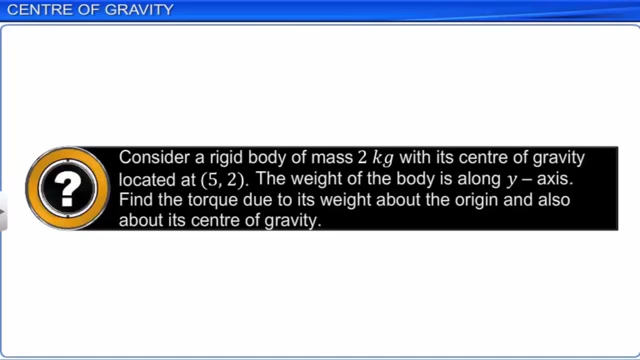 CENTRE OF GRAVITY
?
Consider a rigid body of mass 2 kg with its centre of gravity
located at (5, 2). The weight of the body is along y − axis.
Find the torque due to its weight about the origin and also
about its centre of gravity.